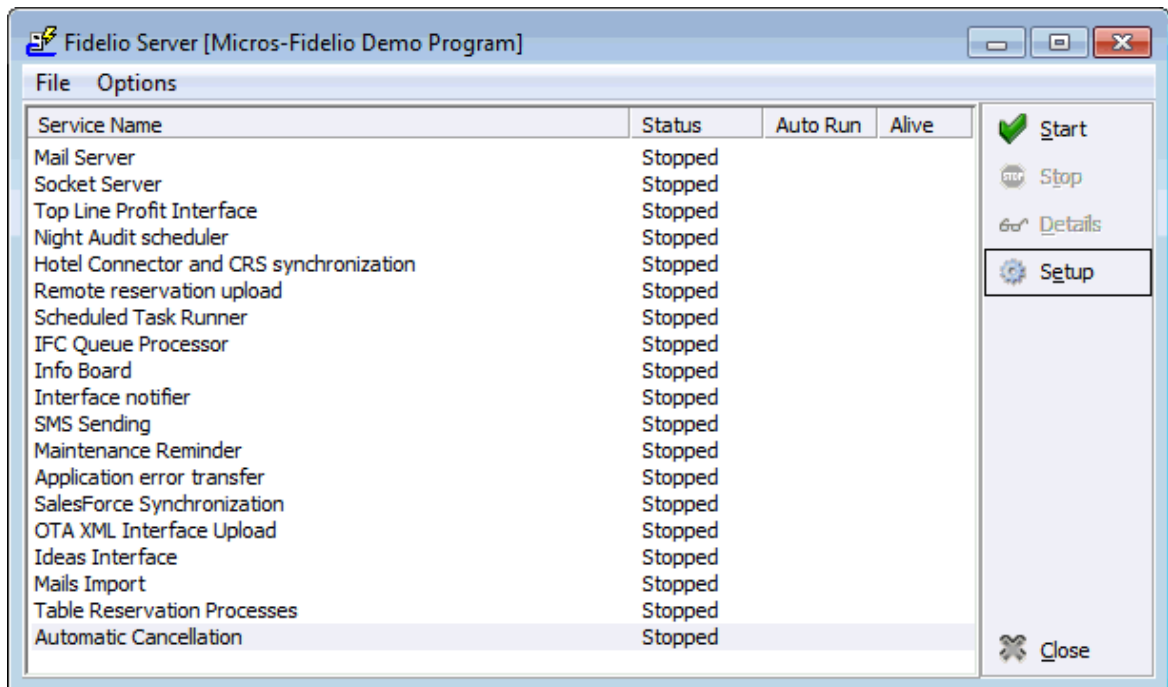 Fidelio Server [Micros-Fidelio Demo Program]
File Options
Service Name Status Auto Run Alive
Mail Server Stopped
Socket Server Stopped
Top Line Profit Interface Stopped
Night Audit scheduler Stopped
Hotel Connector and CRS synchronization Stopped
Remote reservation upload Stopped
Scheduled Task Runner Stopped
IFC Queue Processor Stopped
Info Board Stopped
Interface notifier Stopped
SMS Sending Stopped
Maintenance Reminder Stopped
Application error transfer Stopped
SalesForce Synchronization Stopped
OTA XML Interface Upload Stopped
Ideas Interface Stopped
Mails Import Stopped
Table Reservation Processes Stopped
Automatic Cancellation Stopped
Start
STOP Stop
Details
Setup
Close